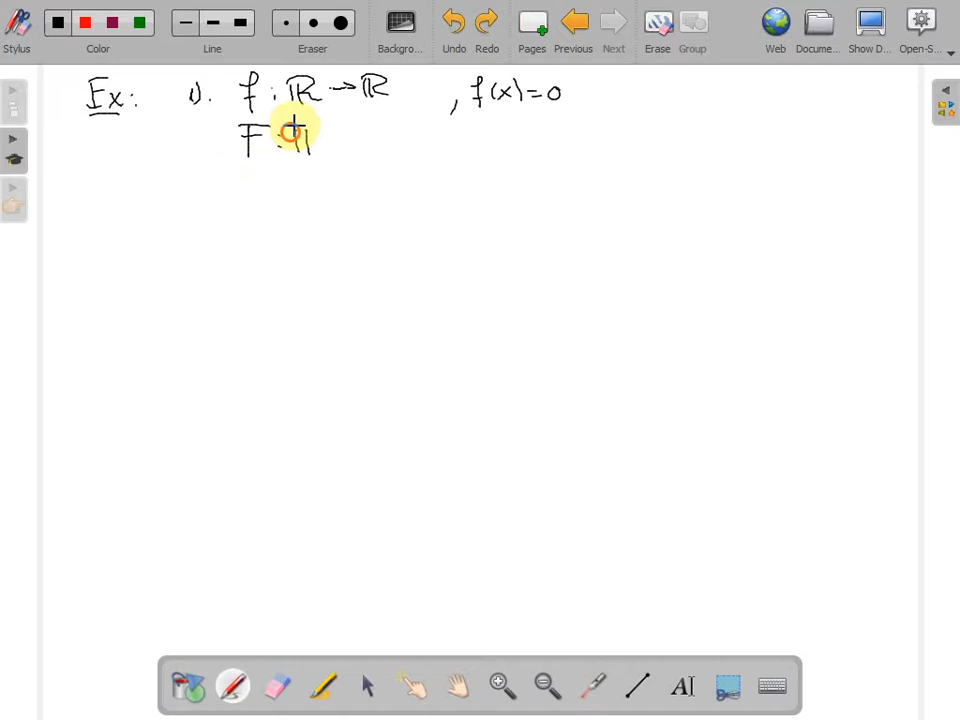 Stylus Color Line Eraser Backgro... Undo Redo Pages Previous Next Erase Group Web Docume... Show D... Open-S...
Ex: 1). f : ℝ → ℝ , f(x)=0
F :
AI